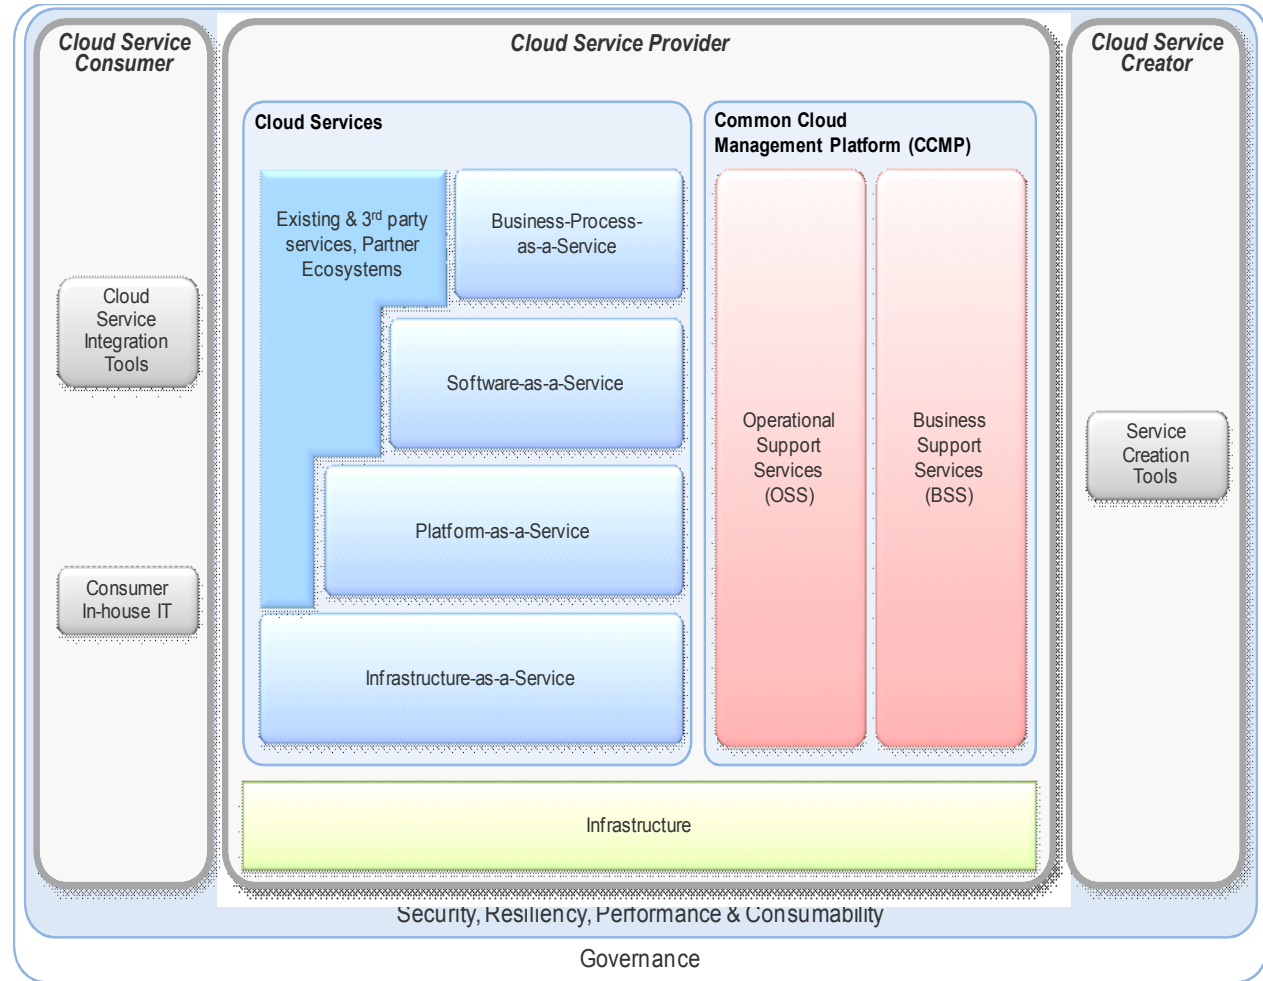 Cloud Service
Consumer
Cloud Service
Integration
Tools
Consumer
In-house IT
Cloud Service Provider
Cloud Services
Existing & 3rd party
services, Partner
Ecosystems
Business-Process-
as-a-Service
Software-as-a-Service
Platform-as-a-Service
Infrastructure-as-a-Service
Common Cloud
Management Platform (CCMP)
Operational
Support
Services
(OSS)
Business
Support
Services
(BSS)
Infrastructure
Cloud Service
Creator
Service
Creation
Tools
Security, Resiliency, Performance & Consumability
Governance